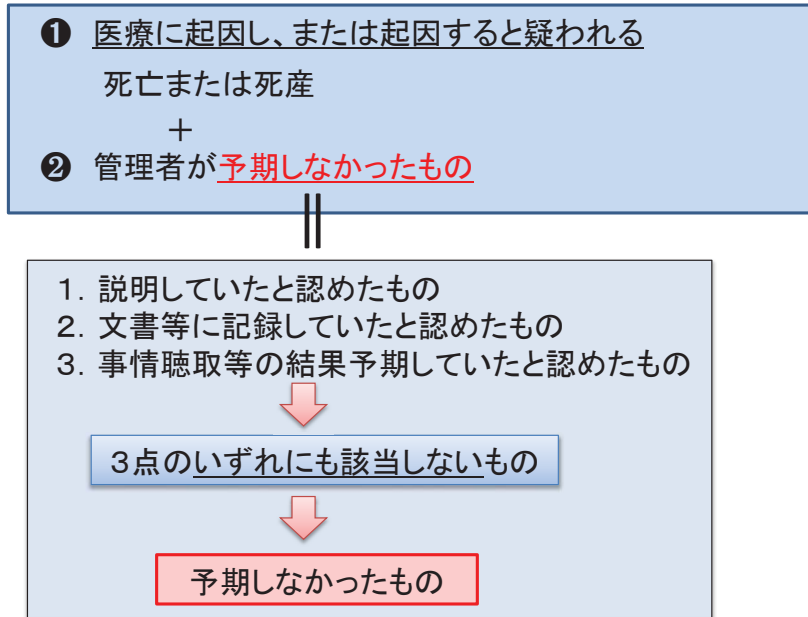 ❶ 医療に起因し、または起因すると疑われる
死亡または死産
＋
❷ 管理者が予期しなかったもの
１．説明していたと認めたもの
２．文書等に記録していたと認めたもの
３．事情聴取等の結果予期していたと認めたもの
３点のいずれにも該当しないもの
予期しなかったもの